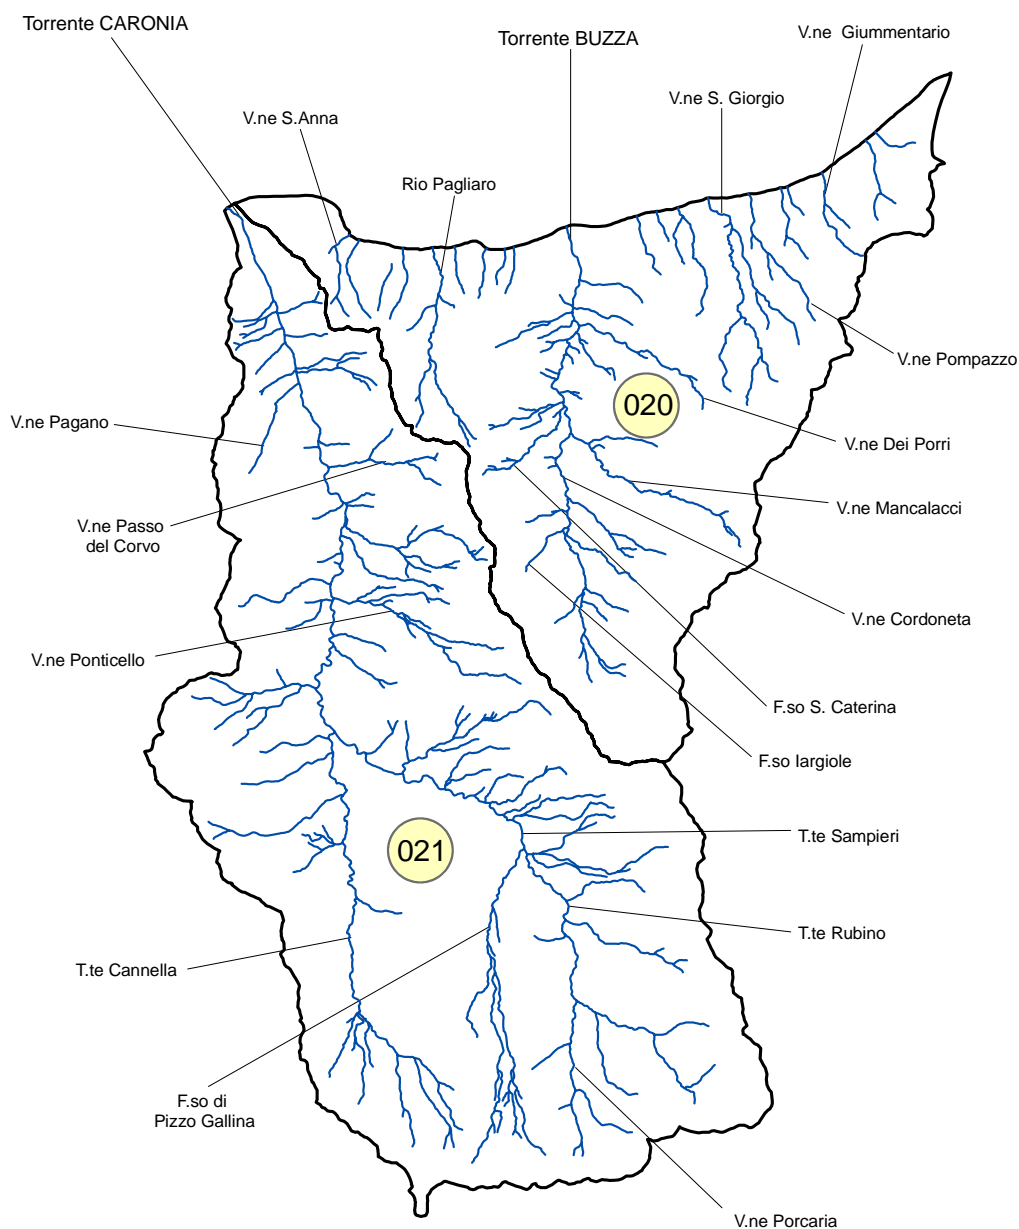 Torrente CARONIA
Torrente BUZZA
V.ne  Giummentario
V.ne S. Giorgio
V.ne S.Anna
Rio Pagliaro
V.ne Pompazzo
020
V.ne Pagano
V.ne Dei Porri
V.ne Mancalacci
V.ne Passo
del Corvo
V.ne Cordoneta
V.ne Ponticello
F.so S. Caterina
F.so Iargiole
T.te Sampieri
021
T.te Rubino
T.te Cannella
F.so di
Pizzo Gallina
V.ne Porcaria